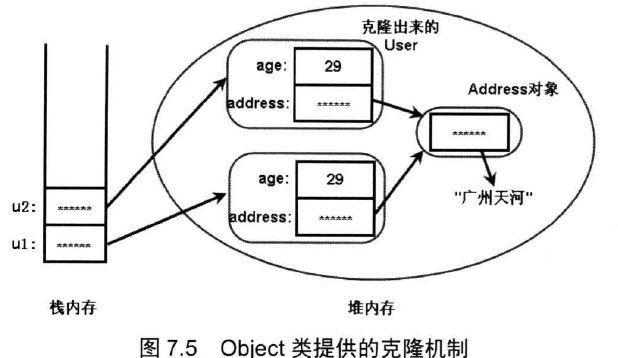 克隆出来的
User
age:
29
address:
******
Address对象
******
"广州天河"
age:
29
address:
******
u2:
******
u1:
******
栈内存
堆内存
图 7.5 Object 类提供的克隆机制